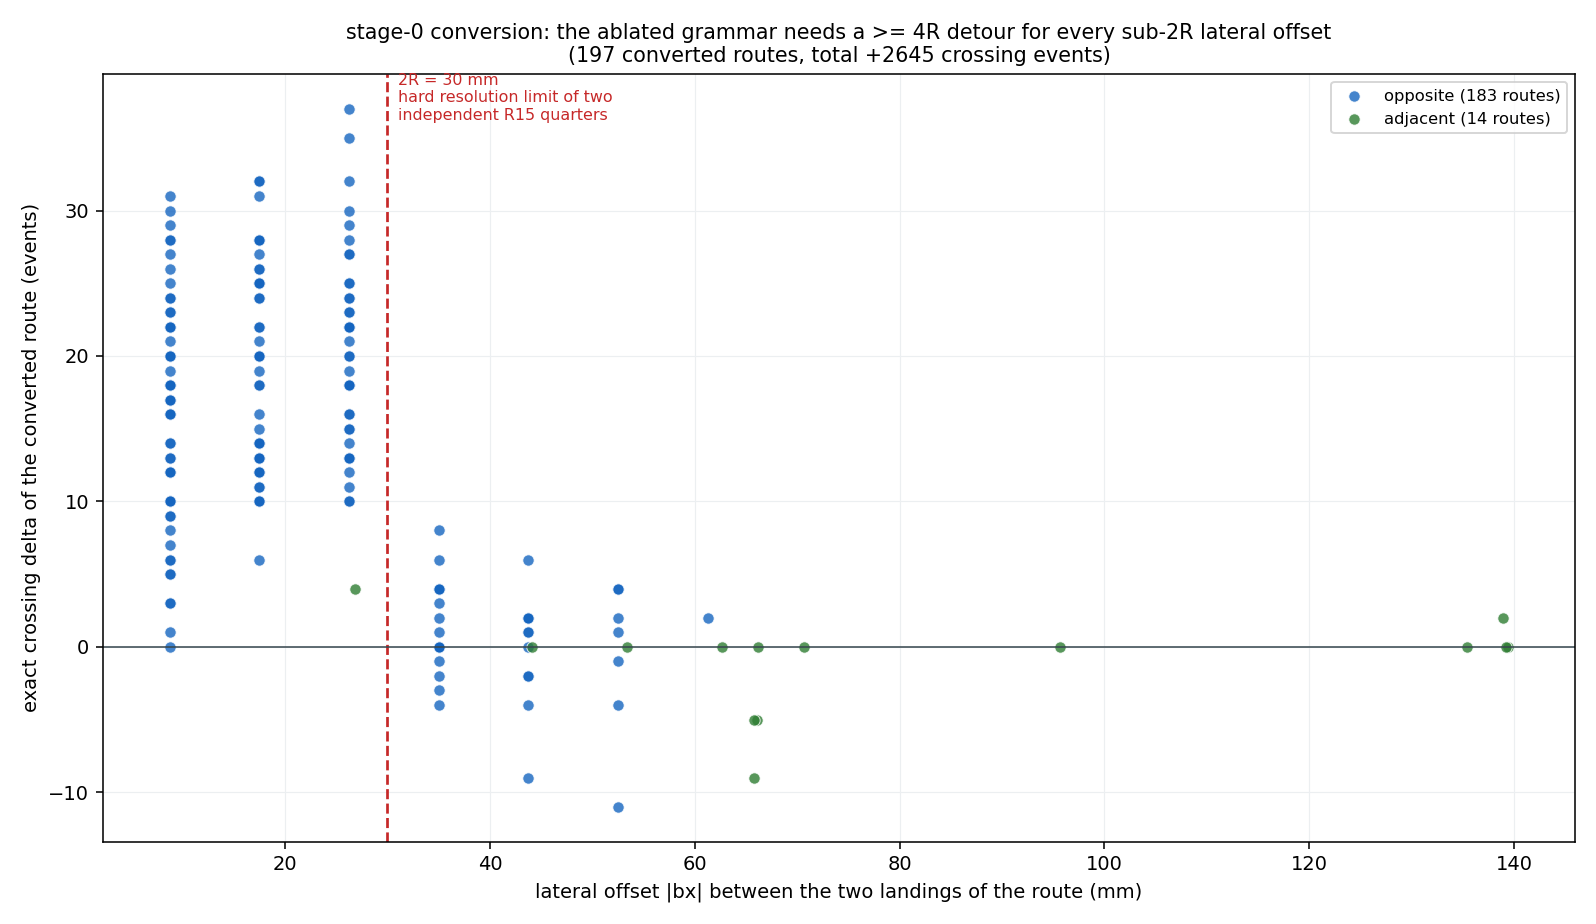 stage-0 conversion: the ablated grammar needs a >= 4R detour for every sub-2R lateral offset
(197 converted routes, total +2645 crossing events)
2R = 30 mm
hard resolution limit of two
independent R15 quarters
opposite (183 routes)
adjacent (14 routes)
exact crossing delta of the converted route (events)
30
20
10
0
−10
20 40 60 80 100 120 140
lateral offset |bx| between the two landings of the route (mm)